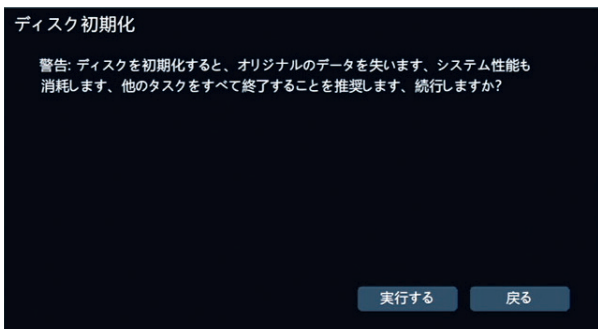 ディスク初期化
警告: ディスクを初期化すると、オリジナルのデータを失います、システム性能も
消耗します、他のタスクをすべて終了することを推奨します、続行しますか?
実行する 戻る